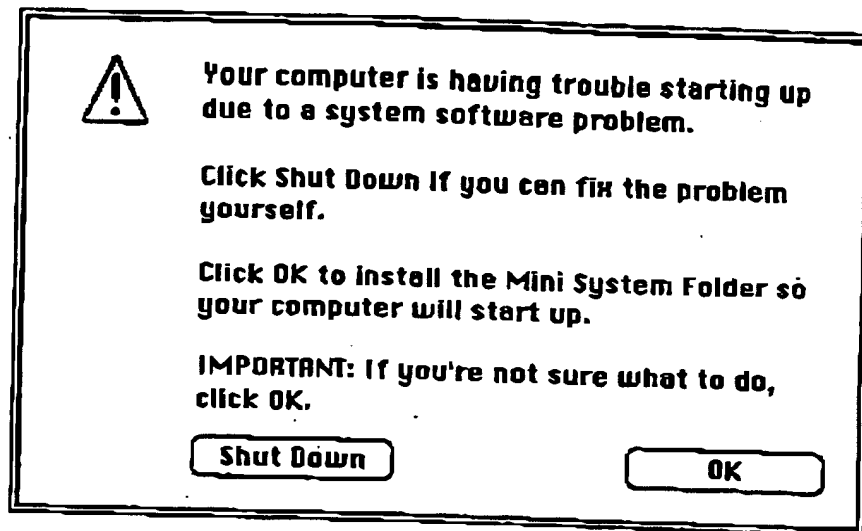 Your computer is having trouble starting up
due to a system software problem.
Click Shut Down If you can fix the problem
yourself.
Click OK to install the Mini System Folder so
your computer will start up.
IMPORTANT: If you're not sure what to do,
click OK.
Shut Down
OK